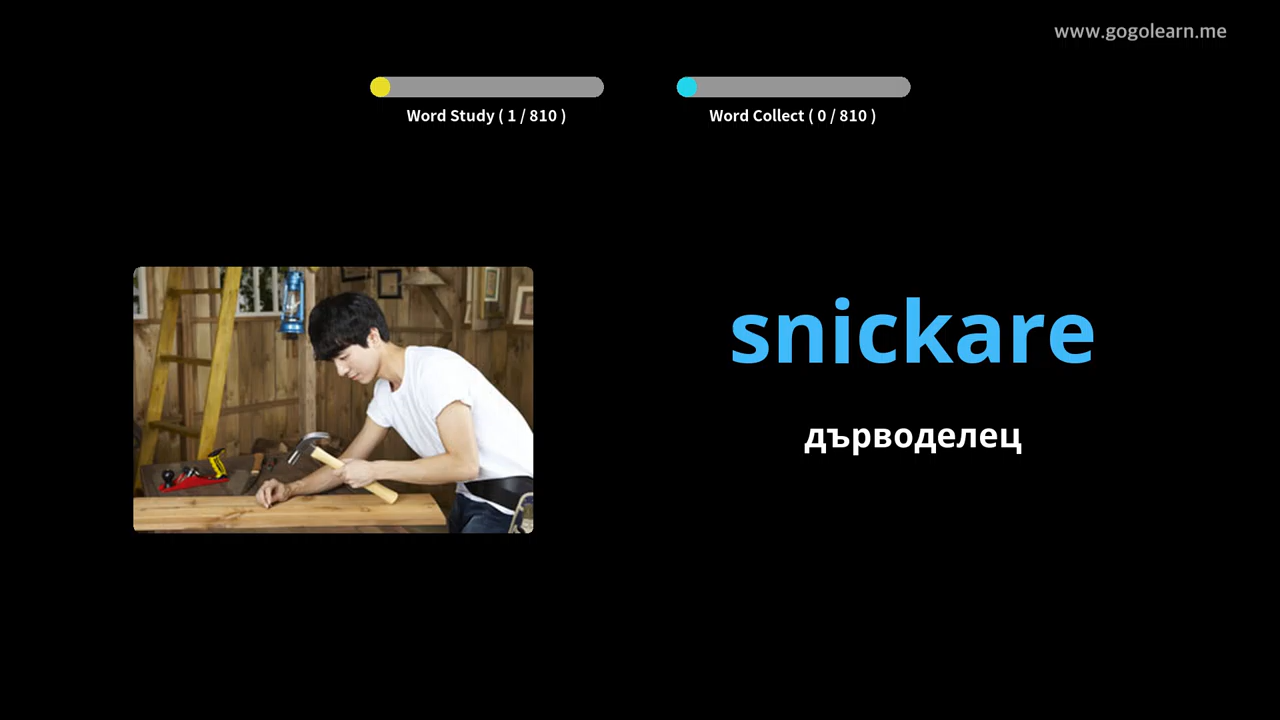 www.gogolearn.me
Word Study ( 1 / 810 )
Word Collect ( 0 / 810 )
snickare
дърводелец